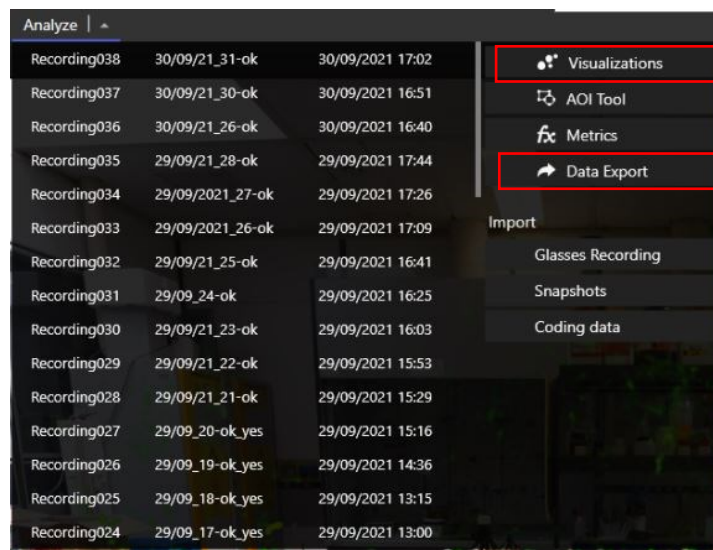 Analyze
Recording038 30/09/21_31-ok 30/09/2021 17:02
Recording037 30/09/21_30-ok 30/09/2021 16:51
Recording036 30/09/21_26-ok 30/09/2021 16:40
Recording035 29/09/21_28-ok 29/09/2021 17:44
Recording034 29/09/2021_27-ok 29/09/2021 17:26
Recording033 29/09/2021_26-ok 29/09/2021 17:09
Recording032 29/09/21_25-ok 29/09/2021 16:41
Recording031 29/09_24-ok 29/09/2021 16:25
Recording030 29/09/21_23-ok 29/09/2021 16:03
Recording029 29/09/21_22-ok 29/09/2021 15:53
Recording028 29/09/21_21-ok 29/09/2021 15:29
Recording027 29/09_20-ok_yes 29/09/2021 15:16
Recording026 29/09_19-ok_yes 29/09/2021 14:36
Recording025 29/09_18-ok_yes 29/09/2021 13:15
Recording024 29/09_17-ok_yes 29/09/2021 13:00
Visualizations
AOI Tool
fx Metrics
Data Export
Import
Glasses Recording
Snapshots
Coding data